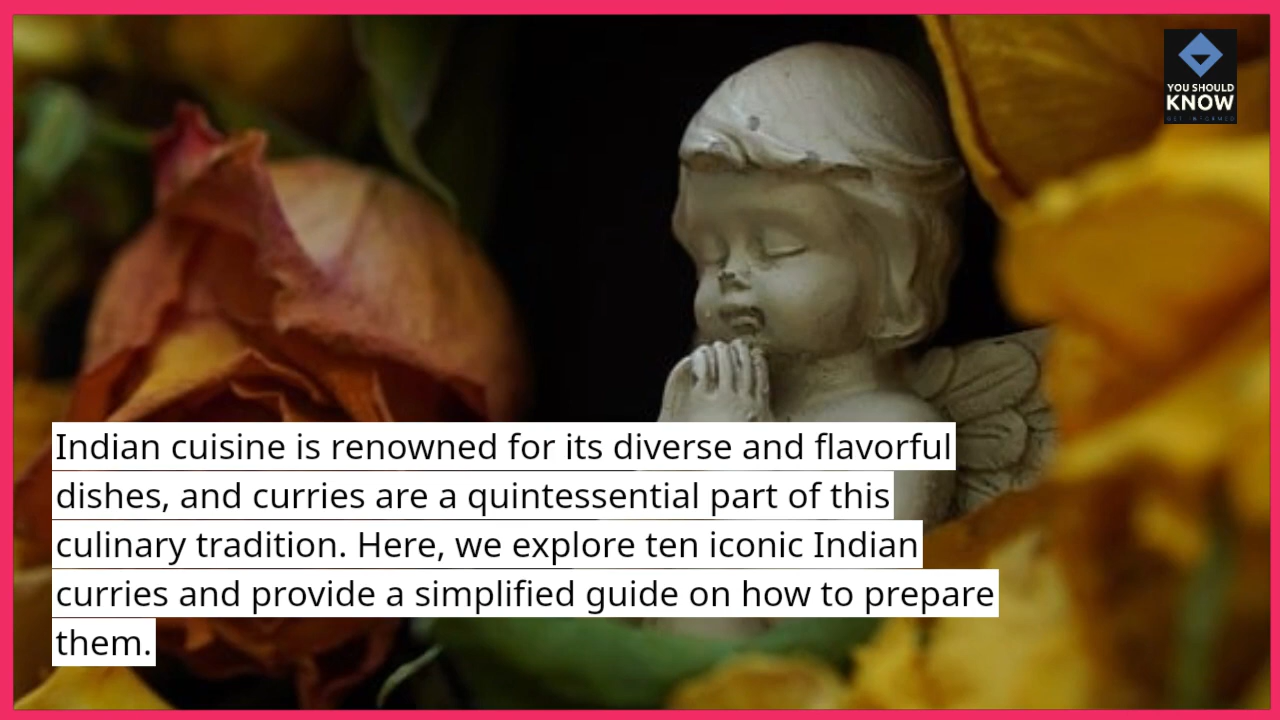 YOU SHOULD
KNOW
GET INFORMED
Indian cuisine is renowned for its diverse and flavorful
dishes, and curries are a quintessential part of this
culinary tradition. Here, we explore ten iconic Indian
curries and provide a simplified guide on how to prepare
them.